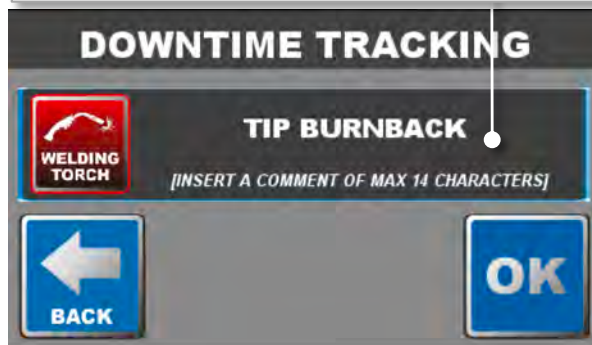 DOWNTIME TRACKING
TIP BURNBACK
WELDING
TORCH
[INSERT A COMMENT OF MAX 14 CHARACTERS]
BACK
OK